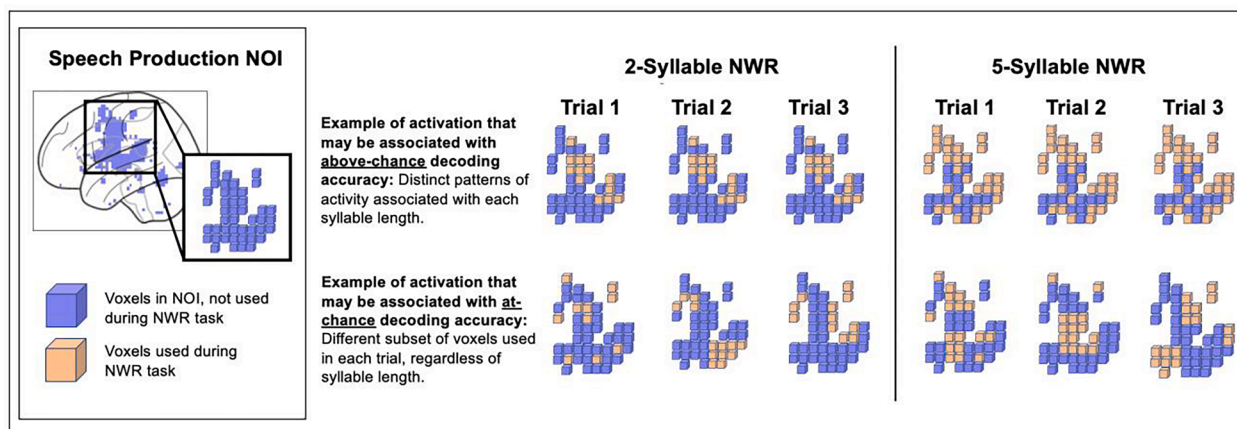 Speech Production NOI
Voxels in NOI, not used
during NWR task
Voxels used during
NWR task
2-Syllable NWR
5-Syllable NWR
Trial 1
Trial 2
Trial 3
Trial 1
Trial 2
Trial 3
Example of activation that
may be associated with
above-chance decoding
accuracy: Distinct patterns of
activity associated with each
syllable length.
Example of activation that
may be associated with at-
chance decoding accuracy:
Different subset of voxels used
in each trial, regardless of
syllable length.